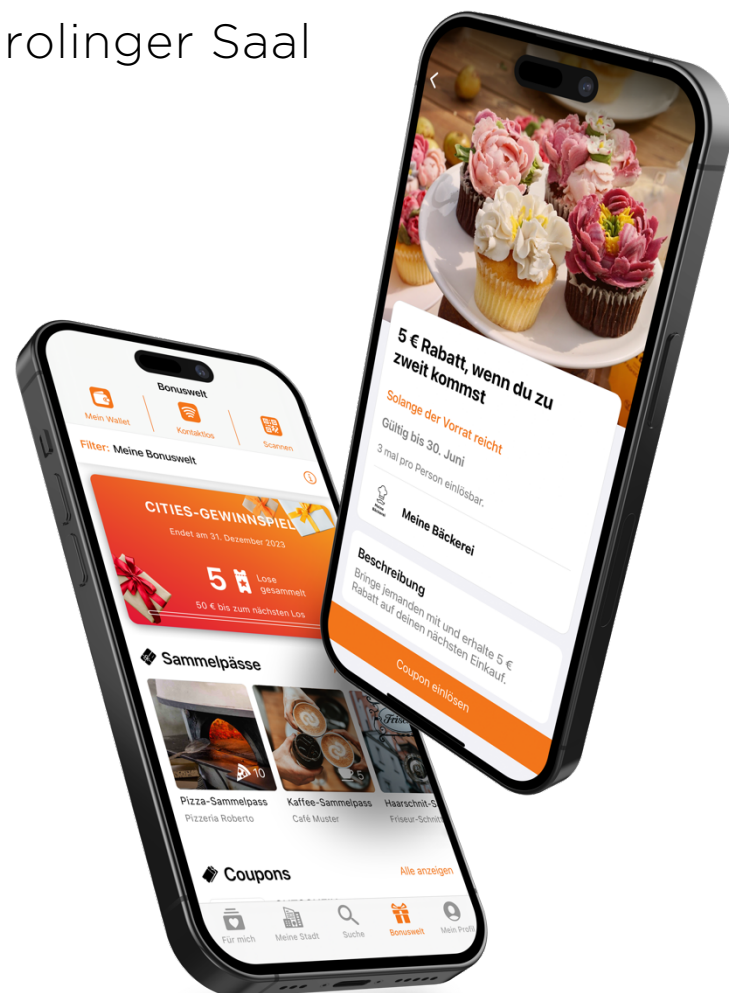 rolinger Saal
5 € Rabatt, wenn du zu
zweit kommst
Solange der Vorrat reicht
Gültig bis 30. Juni
3 mal pro Person einlösbar.
Meine Bäckerei
Beschreibung
Bringe jemanden mit und erhalte 5 €
Rabatt auf deinen nächsten Einkauf.
Coupon einlösen
Bonuswelt
Mein Wallet
Kontaktlos
Scannen
Filter: Meine Bonuswelt
CITIES-GEWINNSPIEL
Endet am 31. Dezember 2023
5 Lose
gesammelt
50 € bis zum nächsten Los
Sammelpässe
10
5
Pizza-Sammelpass
Pizzeria Roberto
Kaffee-Sammelpass
Café Muster
Haarschnit-S
Friseur-Schnitt
Coupons
Alle anzeigen
Für mich
Meine Stadt
Suche
Bonuswelt
Mein Profil